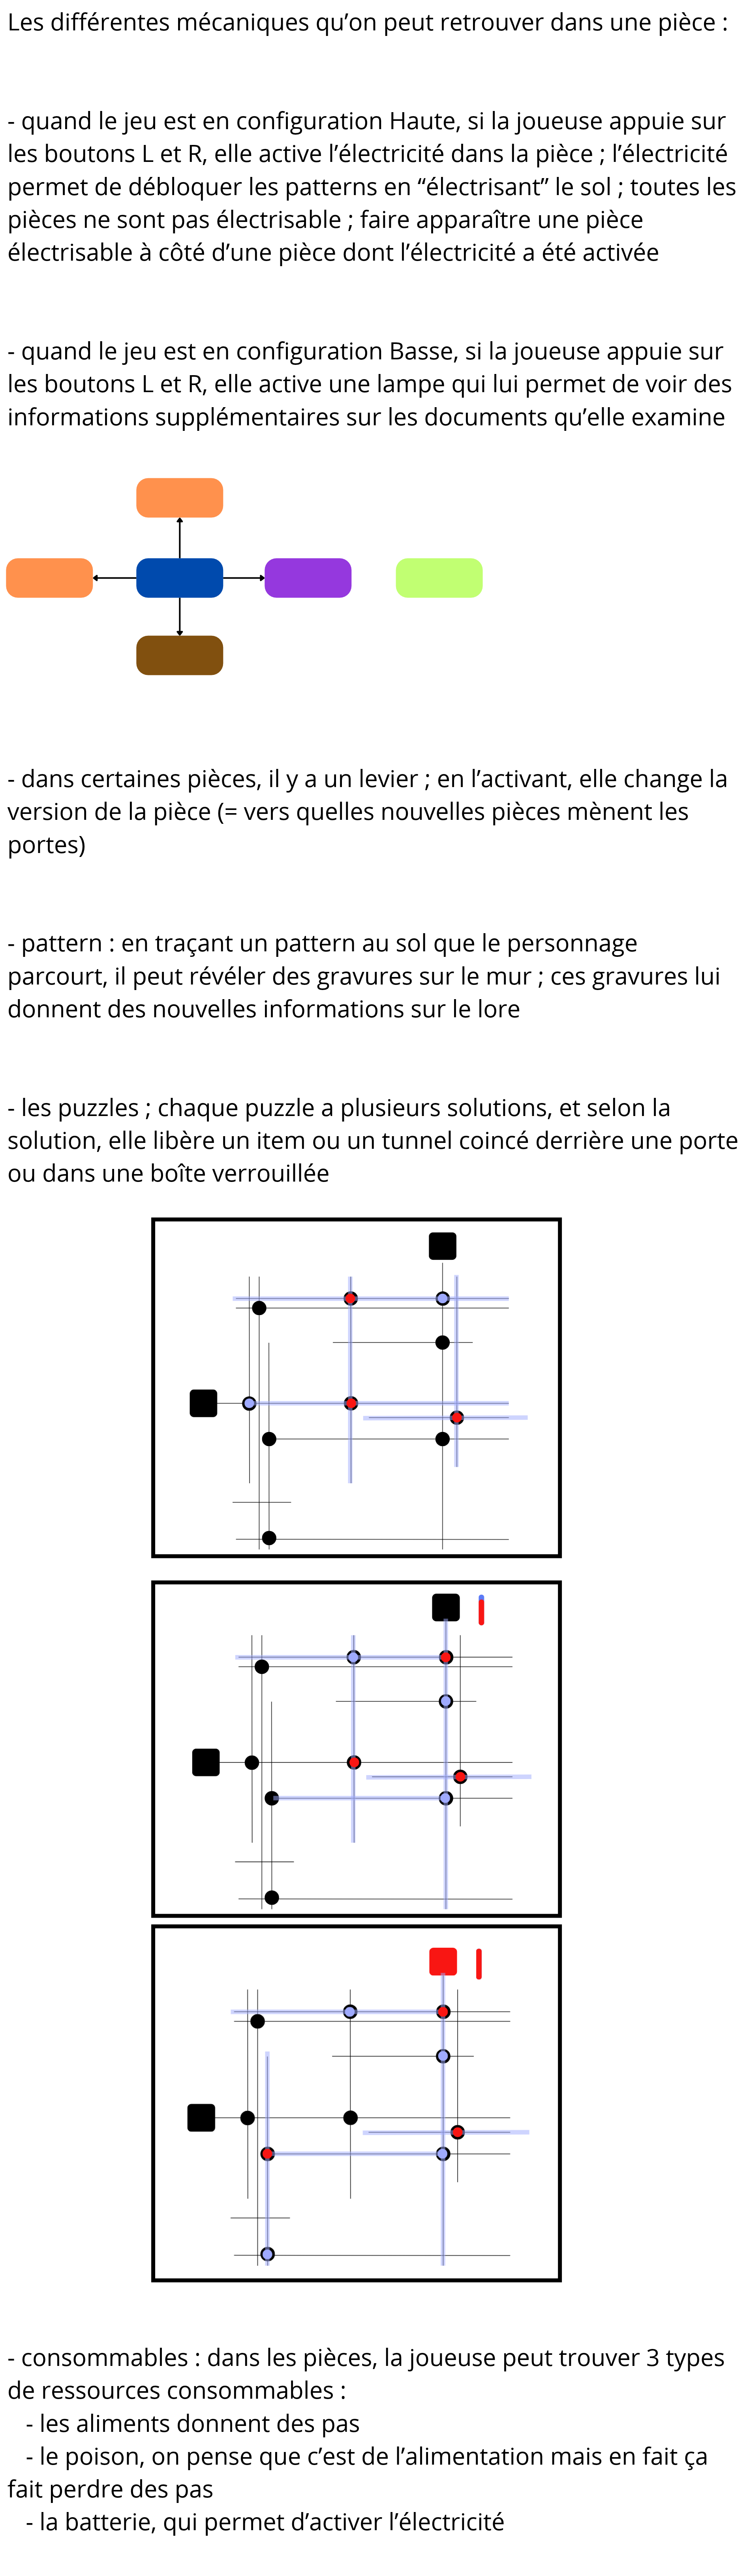 Les différentes mécaniques qu’on peut retrouver dans une pièce :
- quand le jeu est en configuration Haute, si la joueuse appuie sur
les boutons L et R, elle active l’électricité dans la pièce ; l’électricité
permet de débloquer les patterns en “électrisant” le sol ; toutes les
pièces ne sont pas électrisable ; faire apparaître une pièce
électrisable à côté d’une pièce dont l’électricité a été activée
- quand le jeu est en configuration Basse, si la joueuse appuie sur
les boutons L et R, elle active une lampe qui lui permet de voir des
informations supplémentaires sur les documents qu’elle examine
- dans certaines pièces, il y a un levier ; en l’activant, elle change la
version de la pièce (= vers quelles nouvelles pièces mènent les
portes)
- pattern : en traçant un pattern au sol que le personnage
parcourt, il peut révéler des gravures sur le mur ; ces gravures lui
donnent des nouvelles informations sur le lore
- les puzzles ; chaque puzzle a plusieurs solutions, et selon la
solution, elle libère un item ou un tunnel coincé derrière une porte
ou dans une boîte verrouillée
- consommables : dans les pièces, la joueuse peut trouver 3 types
de ressources consommables :
- les aliments donnent des pas
- le poison, on pense que c’est de l’alimentation mais en fait ça
fait perdre des pas
- la batterie, qui permet d’activer l’électricité